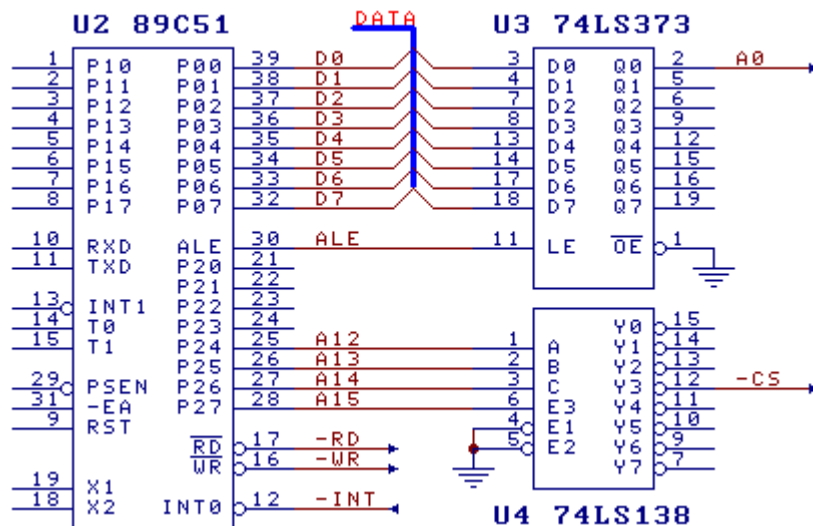 DATA
U2 89C51 U3 74LS373
1 P10 P00 39 D0 3 D0 Q0 2 A0
2 P11 P01 38 D1 4 D1 Q1 5
3 P12 P02 37 D2 7 D2 Q2 6
4 P13 P03 36 D3 8 D3 Q3 9
5 P14 P04 35 D4 13 D4 Q4 12
6 P15 P05 34 D5 14 D5 Q5 15
7 P16 P06 33 D6 17 D6 Q6 16
8 P17 P07 32 D7 18 D7 Q7 19
10 RXD ALE 30 ALE 11 LE OE 1
11 TXD P20 21
P21 22
13 INT1 P22 23
14 T0 P23 24 Y0 15
15 T1 P24 25 A12 1 A Y1 14
P25 26 A13 2 B Y2 13
29 PSEN P26 27 A14 3 C Y3 12 -CS
31 -EA P27 28 A15 6 E3 Y4 11
9 RST 4 E1 Y5 10
RD 17 -RD 5 E2 Y6 9
WR 16 -WR Y7 7
19 X1
18 X2 INT0 12 -INT
U4 74LS138